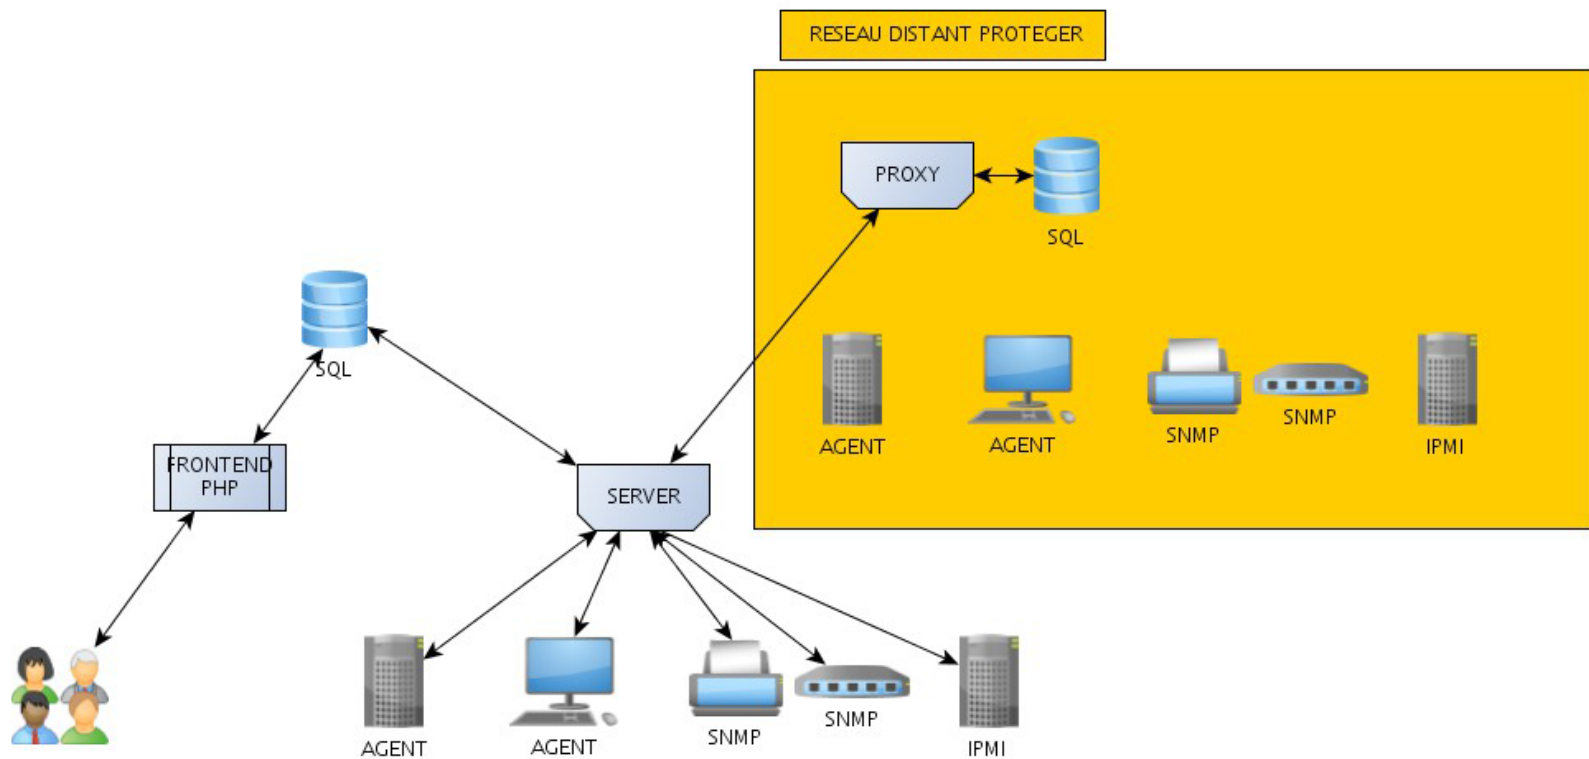 RESEAU DISTANT PROTEGER
PROXY
SQL
SQL
AGENT
AGENT
SNMP
SNMP
IPMI
FRONTEND
PHP
SERVER
AGENT
AGENT
SNMP
SNMP
IPMI